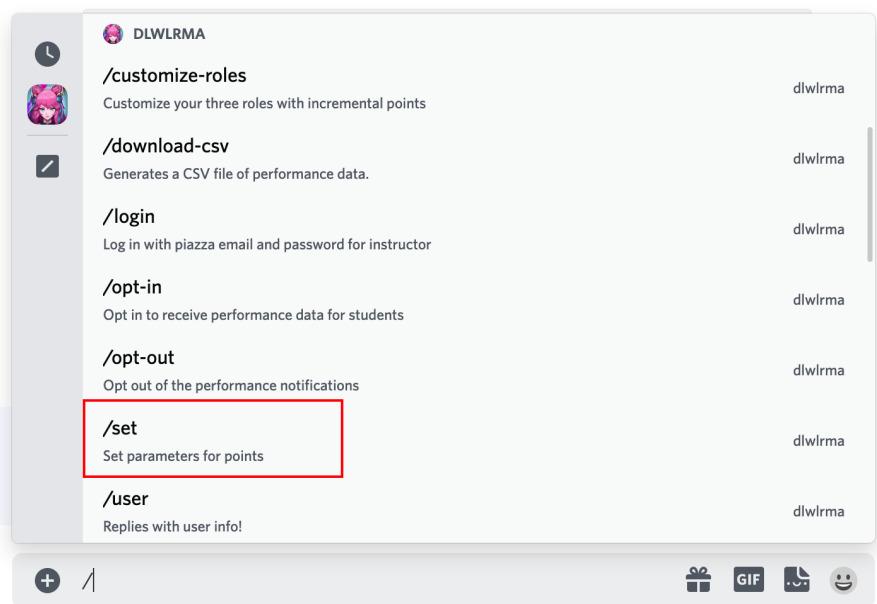 DLWLRMA
/customize-roles
Customize your three roles with incremental points
dlwlrma
/download-csv
Generates a CSV file of performance data.
dlwlrma
/login
Log in with piazza email and password for instructor
dlwlrma
/opt-in
Opt in to receive performance data for students
dlwlrma
/opt-out
Opt out of the performance notifications
dlwlrma
/set
Set parameters for points
dlwlrma
/user
Replies with user info!
dlwlrma
/
GIF